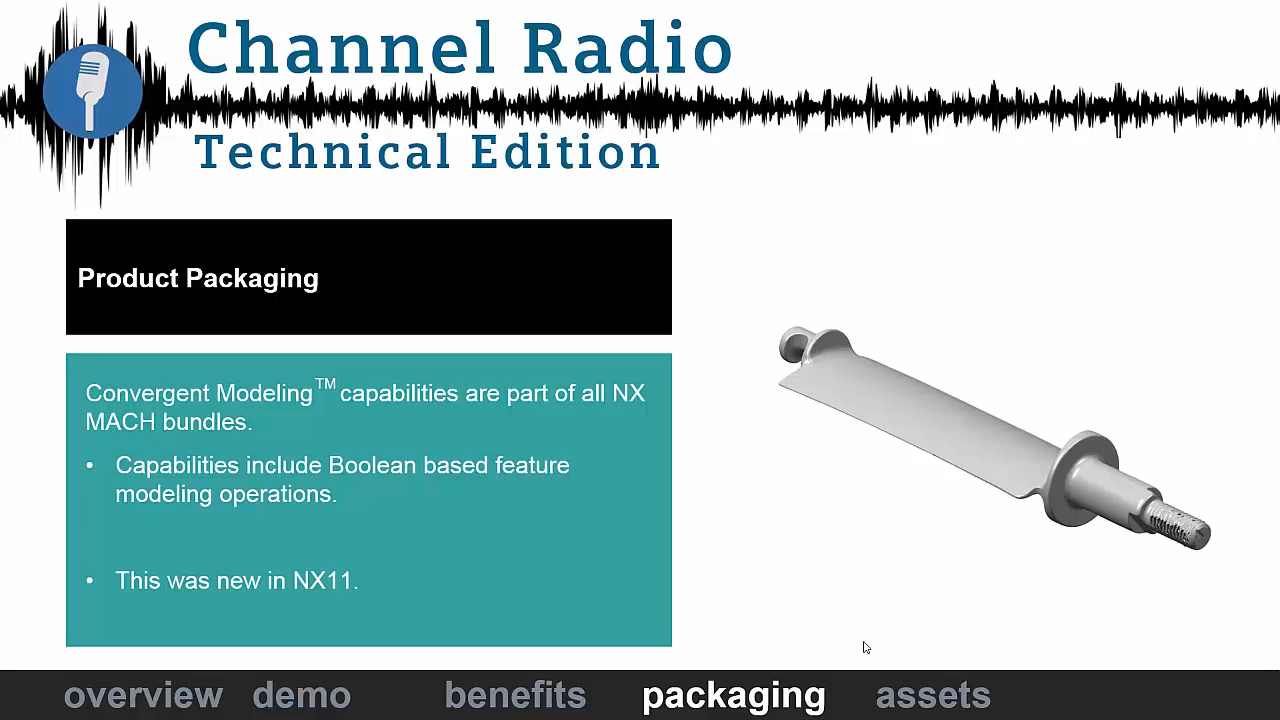 Channel Radio
Technical Edition
Product Packaging
Convergent Modeling™ capabilities are part of all NX
MACH bundles.
• Capabilities include Boolean based feature
modeling operations.
• This was new in NX11.
overview demo benefits packaging assets